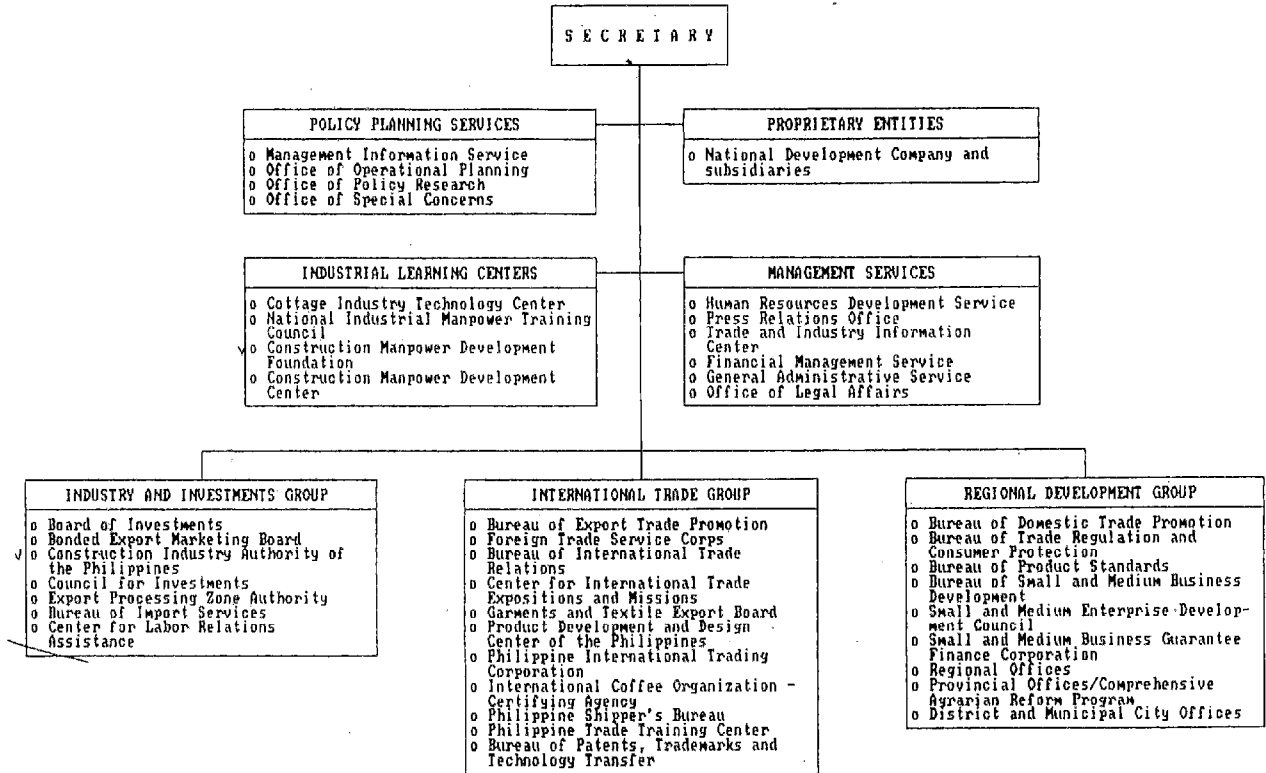 SECRETARY
POLICY PLANNING SERVICES
o Management Information Service
o Office of Operational Planning
o Office of Policy Research
o Office of Special Concerns
PROPRIETARY ENTITIES
o National Development Company and
subsidiaries
INDUSTRIAL LEARNING CENTERS
o Cottage Industry Technology Center
o National Industrial Manpower Training
Council
o Construction Manpower Development
Foundation
o Construction Manpower Development
Center
MANAGEMENT SERVICES
o Human Resources Development Service
o Press Relations Office
o Trade and Industry Information
Center
o Financial Management Service
o General Administrative Service
o Office of Legal Affairs
INDUSTRY AND INVESTMENTS GROUP
o Board of Investments
o Bonded Export Marketing Board
o Construction Industry Authority of
the Philippines
o Council for Investments
o Export Processing Zone Authority
o Bureau of Import Services
o Center for Labor Relations
Assistance
INTERNATIONAL TRADE GROUP
o Bureau of Export Trade Promotion
o Foreign Trade Service Corps
o Bureau of International Trade
Relations
o Center for International Trade
Expositions and Missions
o Garments and Textile Export Board
o Product Development and Design
Center of the Philippines
o Philippine International Trading
Corporation
o International Coffee Organization -
Certifying Agency
o Philippine Shipper's Bureau
o Philippine Trade Training Center
o Bureau of Patents, Trademarks and
Technology Transfer
REGIONAL DEVELOPMENT GROUP
o Bureau of Domestic Trade Promotion
o Bureau of Trade Regulation and
Consumer Protection
o Bureau of Product Standards
o Bureau of Small and Medium Business
Development
o Small and Medium Enterprise Develop-
ment Council
o Small and Medium Business Guarantee
Finance Corporation
o Regional Offices
o Provincial Offices/Comprehensive
Agrarian Reform Program
o District and Municipal City Offices